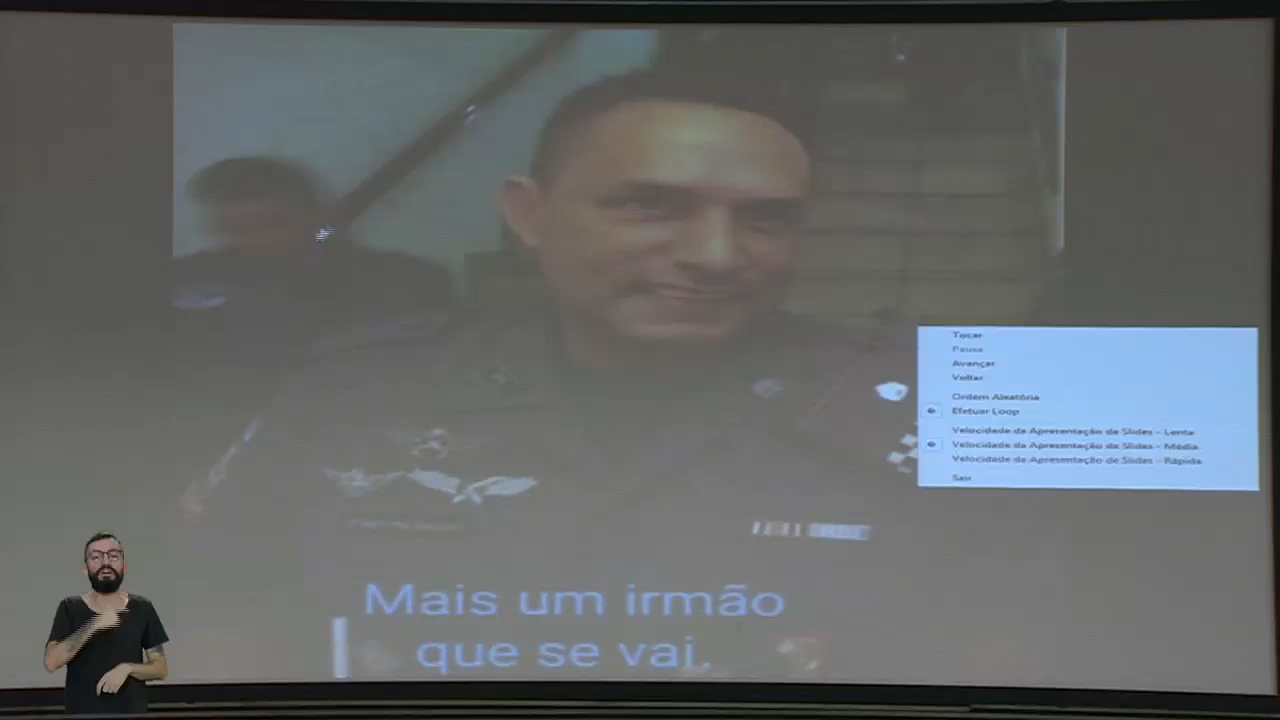 Tocar
Pausa
Avançar
Voltar
Ordem Aleatória
Efetuar Loop
Velocidade da Apresentação de Slides - Lenta
Velocidade da Apresentação de Slides - Média
Velocidade da Apresentação de Slides - Rápida
Sair
Mais um irmão
que se vai.